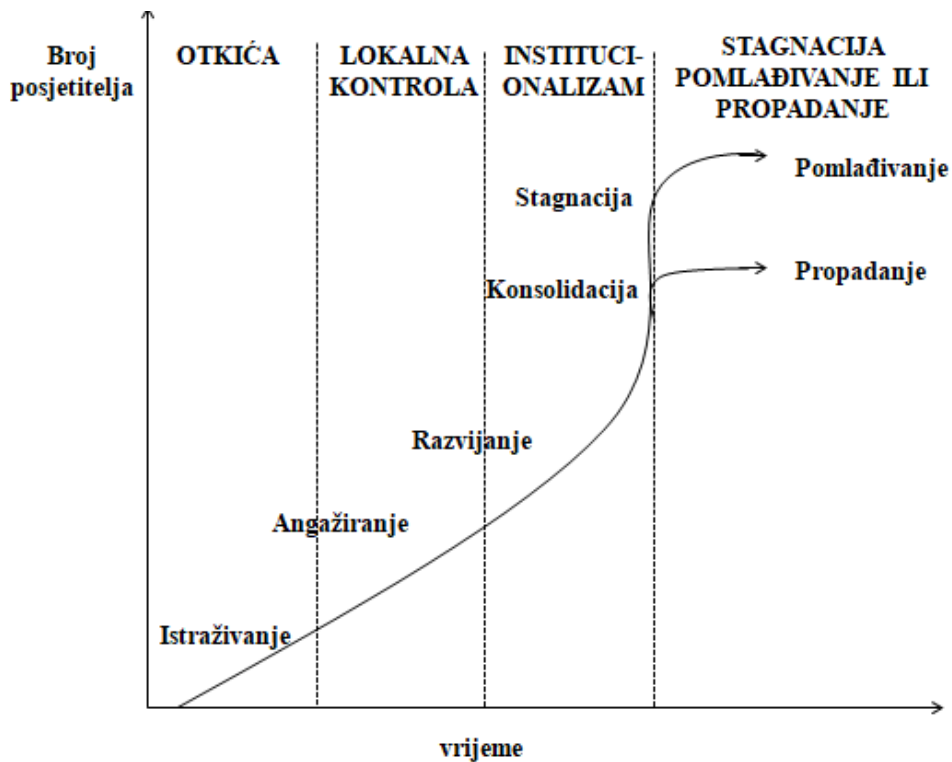 Broj
posjetitelja
OTKIĆA
LOKALNA
KONTROLA
INSTITUCI-
ONALIZAM
STAGNACIJA
POMLAĐIVANJE ILI
PROPADANJE
Pomlađivanje
Stagnacija
Propadanje
Konsolidacija
Razvijanje
Angažiranje
Istraživanje
vrijeme